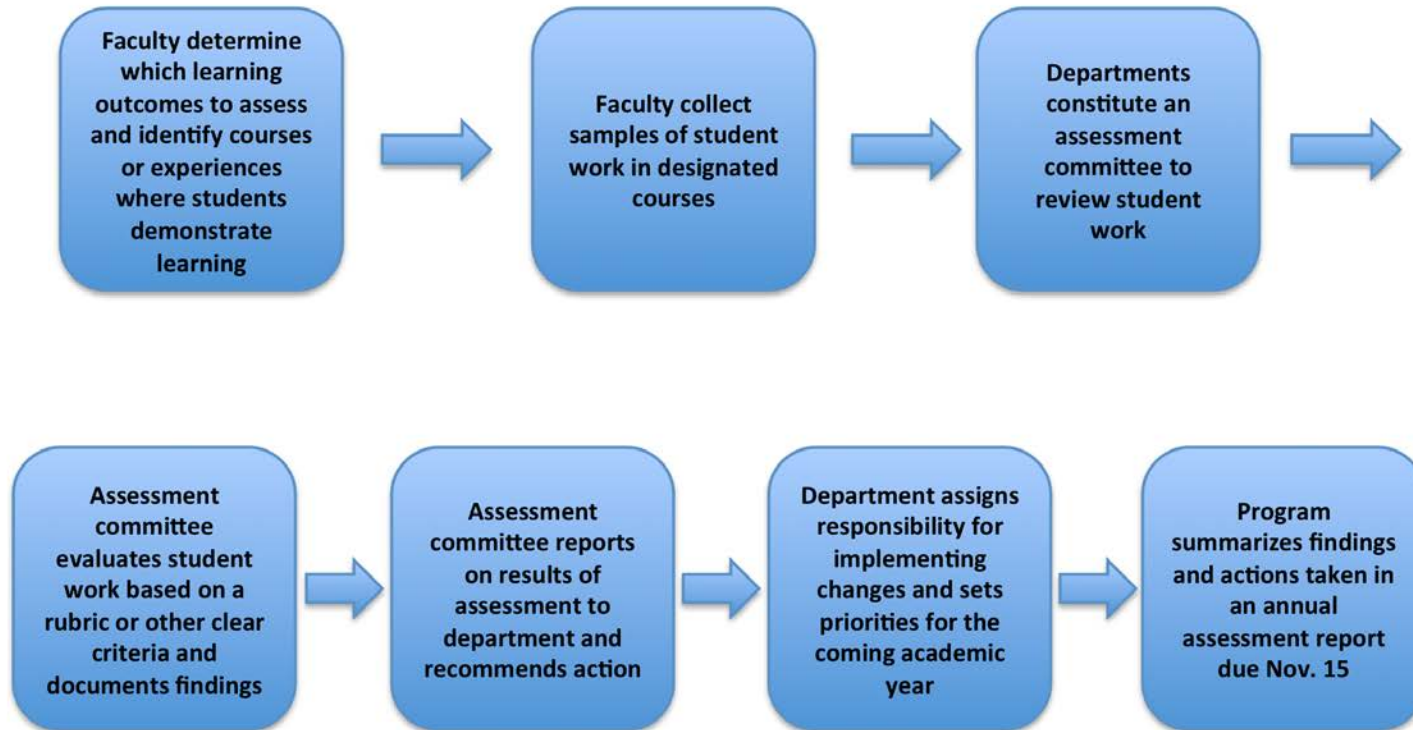 Faculty determine
which learning
outcomes to assess
and identify courses
or experiences
where students
demonstrate
learning
Faculty collect
samples of student
work in designated
courses
Departments
constitute an
assessment
committee to
review student
work
Assessment
committee
evaluates student
work based on a
rubric or other clear
criteria and
documents findings
Assessment
committee reports
on results of
assessment to
department and
recommends action
Department assigns
responsibility for
implementing
changes and sets
priorities for the
coming academic
year
Program
summarizes findings
and actions taken in
an annual
assessment report
due Nov. 15